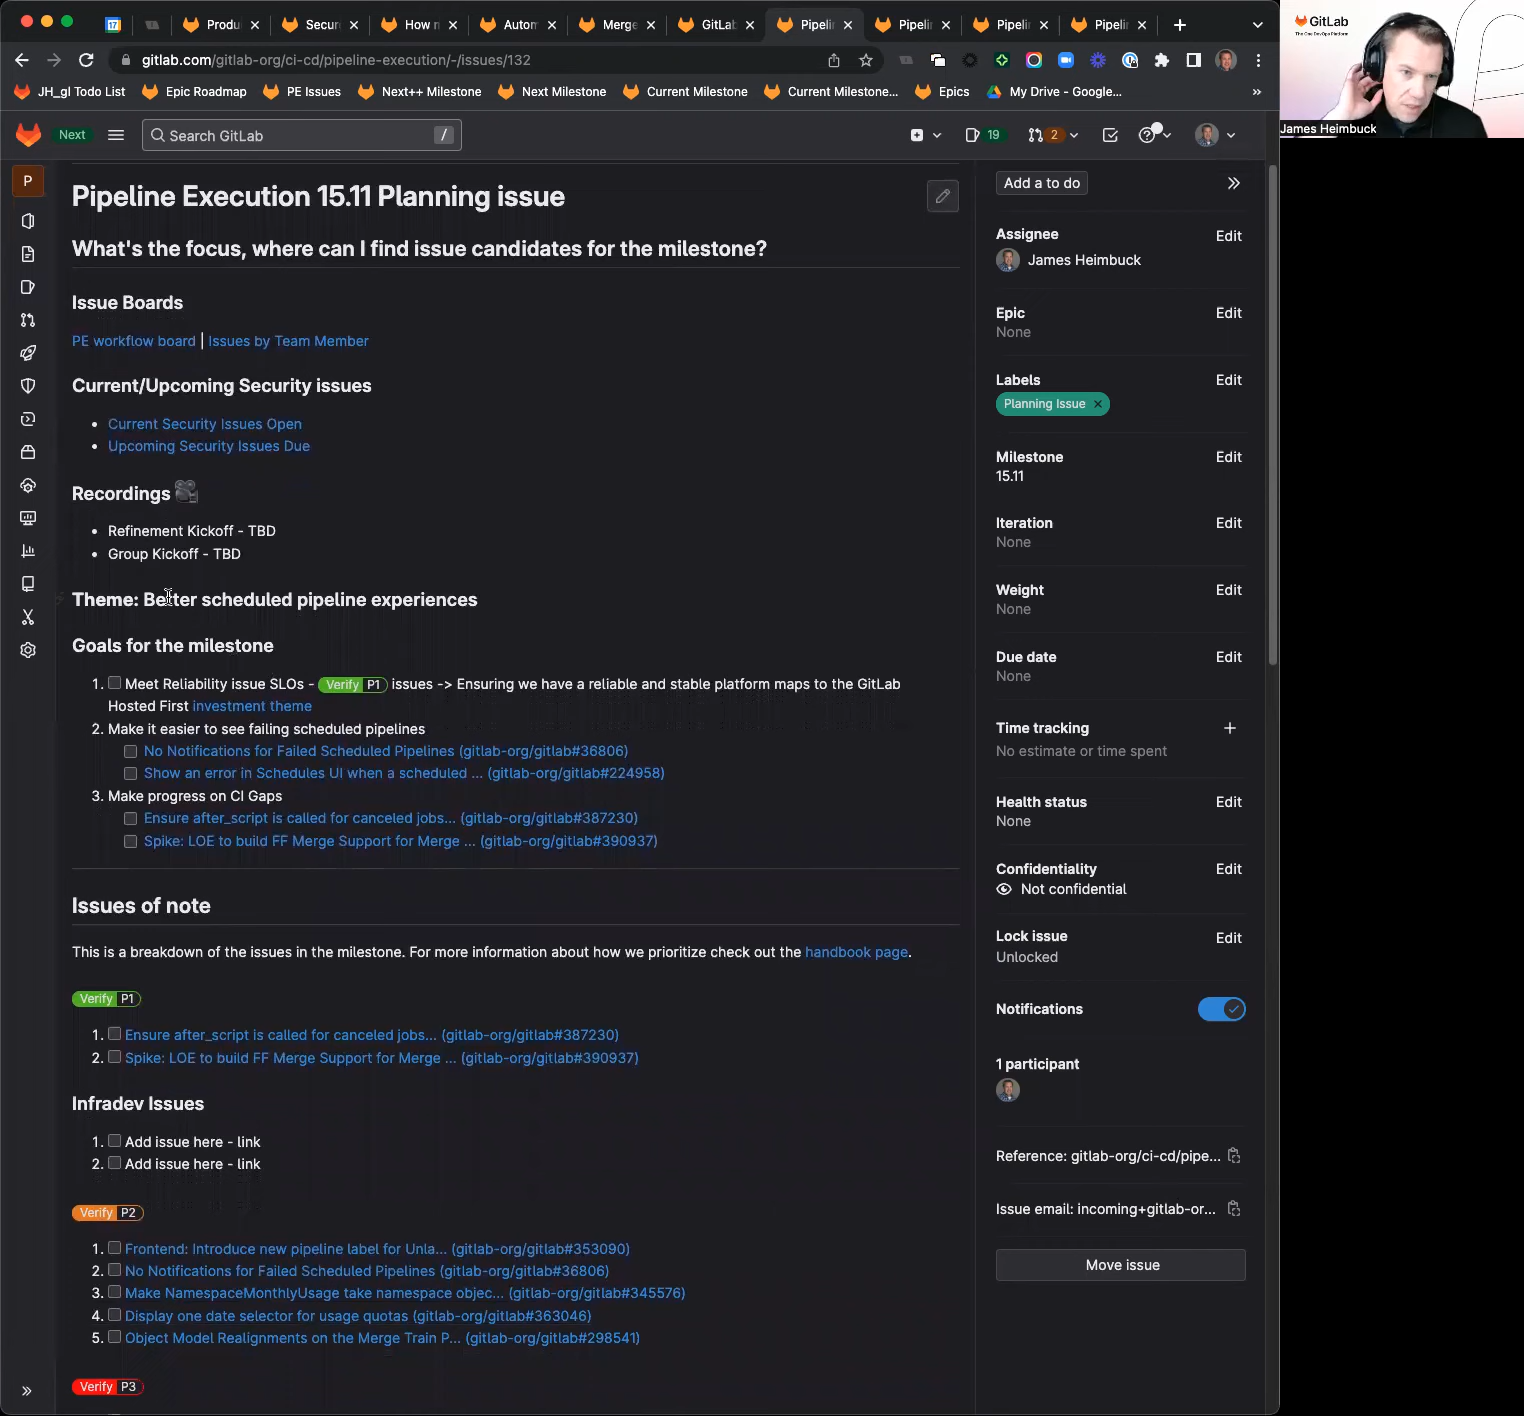 17
Produ
Secur
How n
Autom
Merge
GitLa
Pipeli
Pipeli
Pipeli
Pipeli
gitlab.com/gitlab-org/ci-cd/pipeline-execution/-/issues/132
JH_gl Todo List
Epic Roadmap
PE Issues
Next++ Milestone
Next Milestone
Current Milestone
Current Milestone...
Epics
My Drive - Google...
»
GitLab
The One DevOps Platform
James Heimbuck
Next
Search GitLab
/
19
2
P
Pipeline Execution 15.11 Planning issue
What's the focus, where can I find issue candidates for the milestone?
Issue Boards
PE workflow board | Issues by Team Member
Current/Upcoming Security issues
• Current Security Issues Open
• Upcoming Security Issues Due
Recordings 🎥
• Refinement Kickoff - TBD
• Group Kickoff - TBD
Theme: Better scheduled pipeline experiences
Goals for the milestone
1. Meet Reliability issue SLOs - Verify P1 issues -> Ensuring we have a reliable and stable platform maps to the GitLab
Hosted First investment theme
2. Make it easier to see failing scheduled pipelines
No Notifications for Failed Scheduled Pipelines (gitlab-org/gitlab#36806)
Show an error in Schedules UI when a scheduled ... (gitlab-org/gitlab#224958)
3. Make progress on CI Gaps
Ensure after_script is called for canceled jobs... (gitlab-org/gitlab#387230)
Spike: LOE to build FF Merge Support for Merge ... (gitlab-org/gitlab#390937)
Issues of note
This is a breakdown of the issues in the milestone. For more information about how we prioritize check out the handbook page.
Verify P1
1. Ensure after_script is called for canceled jobs... (gitlab-org/gitlab#387230)
2. Spike: LOE to build FF Merge Support for Merge ... (gitlab-org/gitlab#390937)
Infradev Issues
1. Add issue here - link
2. Add issue here - link
Verify P2
1. Frontend: Introduce new pipeline label for Unla... (gitlab-org/gitlab#353090)
2. No Notifications for Failed Scheduled Pipelines (gitlab-org/gitlab#36806)
3. Make NamespaceMonthlyUsage take namespace objec... (gitlab-org/gitlab#345576)
4. Display one date selector for usage quotas (gitlab-org/gitlab#363046)
5. Object Model Realignments on the Merge Train P... (gitlab-org/gitlab#298541)
Verify P3
Add a to do
Assignee
Edit
James Heimbuck
Epic
Edit
None
Labels
Edit
Planning Issue ×
Milestone
Edit
15.11
Iteration
Edit
None
Weight
Edit
None
Due date
Edit
None
Time tracking
+
No estimate or time spent
Health status
Edit
None
Confidentiality
Edit
Not confidential
Lock issue
Edit
Unlocked
Notifications
1 participant
Reference: gitlab-org/ci-cd/pipe...
Issue email: incoming+gitlab-or...
Move issue